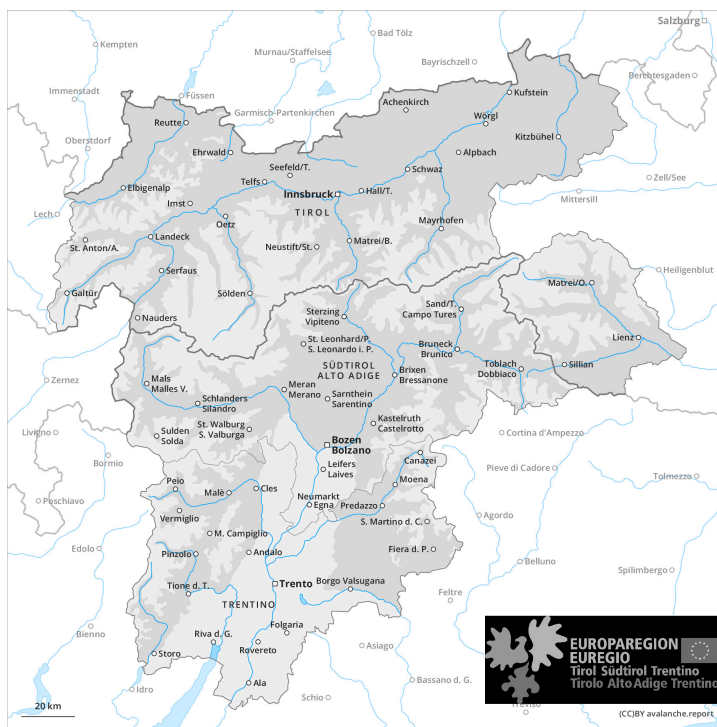 Salzburg
Kempten
Bad Tölz
Murnau/Staffelsee
Bayrischzell
Berchtesgaden
Immenstadt
Füssen
Garmisch-Partenkirchen
Achenkirch
Kufstein
Reutte
Wörgl
Oberstdorf
Ehrwald
Kitzbühel
Alpbach
Seefeld/T.
Schwaz
Zell/See
Telfs
Elbigenalp
Innsbruck
Hall/T.
Mittersill
Imst
TIROL
Lech
Oetz
Mayrhofen
St. Anton/A.
Landeck
Neustift/St.
Matrei/B.
Serfaus
Heiligenblut
Galtür
Sölden
Matrei/O.
Nauders
Sterzing
Vipiteno
Sand/T.
Campo Tures
St. Leonhard/P.
S. Leonardo i. P.
Lienz
Bruneck
Brunico
SÜDTIROL
ALTO ADIGE
Toblach
Dobbiaco
Sillian
Brixen
Bressanone
Zernez
Mals
Malles V.
Meran
Merano
Sarnthein
Sarentino
Schlanders
Silandro
Kastelruth
Castelrotto
St. Walburg
S. Valburga
Livigno
Sulden
Solda
Bozen
Bolzano
Cortina d'Ampezzo
Canazei
Bormio
Leifers
Laives
Pieve di Cadore
Tolmezzo
Peio
Malè
Cles
Moena
Poschiavo
Neumarkt
Egna
Predazzo
Vermiglio
S. Martino d. C.
Agordo
M. Campiglio
Edolo
Pinzolo
Andalo
Fiera d. P.
Belluno
Spilimbergo
Trento
Tione d. T.
Borgo Valsugana
Feltre
TRENTINO
Bienno
Folgaria
Riva d. G.
Rovereto
Asiago
Storo
Ala
Idro
Schio
Bassano d. G.
Treviso
EUROPAREGION
EUREGIO
Tirol Südtirol Trentino
Tirolo Alto Adige Trentino
20 km
(CC)BY avalanche.report